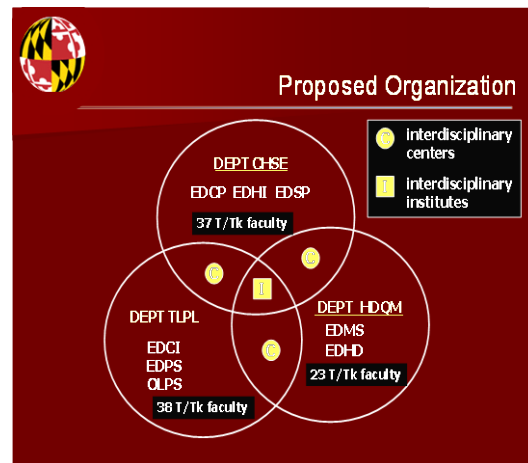 Proposed Organization
C interdisciplinary
centers
I interdisciplinary
institutes
DEPT CHSE
EDCP EDHI EDSP
37 T/Tk faculty
C
C
I
DEPT TLPL
EDCI
EDPS
OLPS
38 T/Tk faculty
C
DEPT HDQM
EDMS
EDHD
23 T/Tk faculty